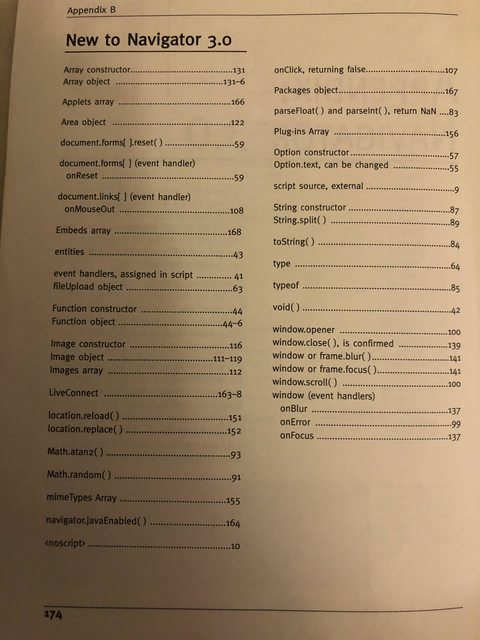 Appendix B
New to Navigator 3.0
Array constructor..................................131
Array object ......................................131–6
Applets array ......................................166
Area object ........................................122
document.forms[ ].reset( ) .........................59
document.forms[ ] (event handler)
onReset ............................................59
document.links[ ] (event handler)
onMouseOut .........................................108
Embeds array .......................................168
entities ...........................................43
event handlers, assigned in script ............ 41
fileUpload object..................................63
Function constructor ...............................44
Function object ....................................44–6
Image constructor ..................................116
Image object .......................................111–119
Images array .......................................112
LiveConnect ........................................163–8
location.reload( ) .................................151
location.replace( ) ................................152
Math.atan2( ) ......................................93
Math.random( ) .....................................91
mimeTypes Array ....................................155
navigator.javaEnabled( ) ...........................164
<noscript> .........................................10
onClick, returning false...........................107
Packages object....................................167
parseFloat( ) and parseInt( ), return NaN ....83
Plug-ins Array .....................................156
Option constructor .................................57
Option.text, can be changed ........................55
script source, external ............................9
String constructor .................................87
String.split( ) ....................................89
toString( ) ........................................84
type ...............................................64
typeof .............................................85
void( ) ............................................42
window.opener ......................................100
window.close( ), is confirmed ......................139
window or frame.blur( ).............................141
window or frame.focus( )............................141
window.scroll( ) ...................................100
window (event handlers)
onBlur .............................................137
onError ............................................99
onFocus ............................................137
174